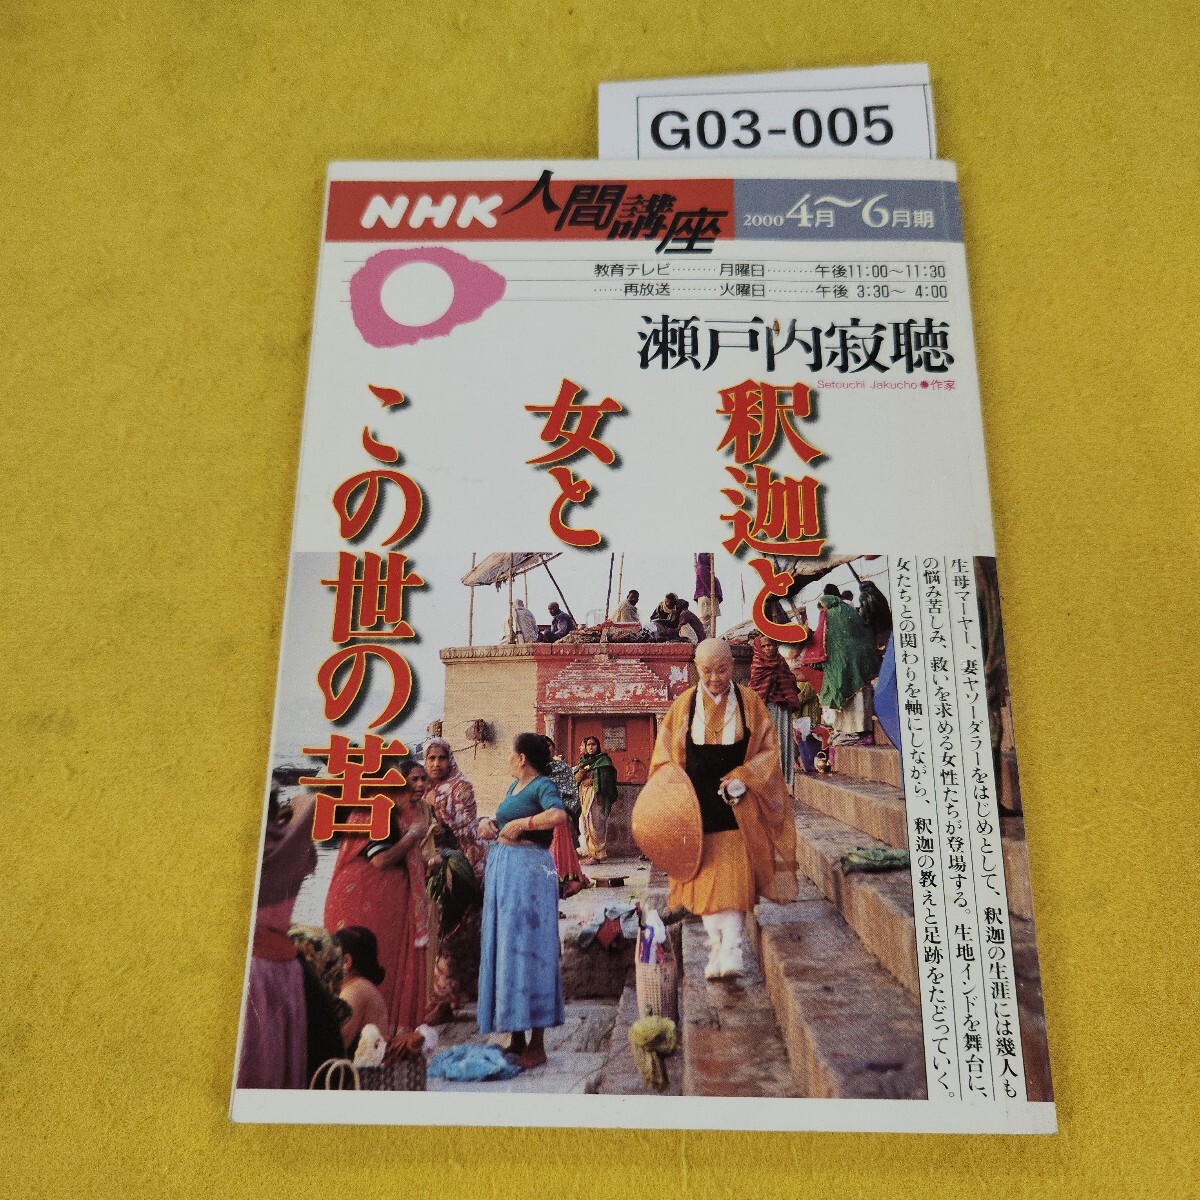 G03-005
NHK人間講座
2000 4月〜6月期
教育テレビ………月曜日………午後11:00〜11:30
……再放送………火曜日………午後 3:30〜 4:00
瀬戸内寂聴
Setouchi Jakucho●作家
釈迦と
女と
この世の苦
生母マーヤー、妻ヤソーダラーをはじめとして、釈迦の生涯には幾人も
の悩み苦しみ、救いを求める女性たちが登場する。生地インドを舞台に、
女たちとの関わりを軸にしながら、釈迦の教えと足跡をたどっていく。